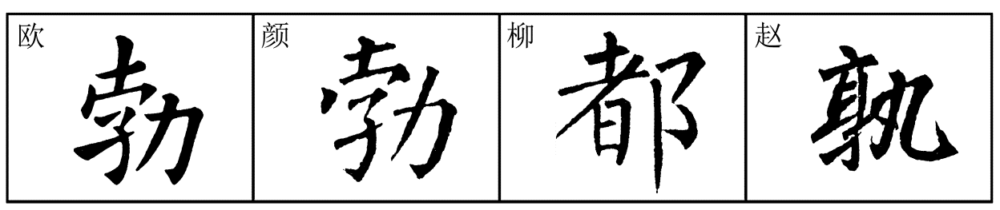 欧 勃 颜 勃 柳 都 赵 孰